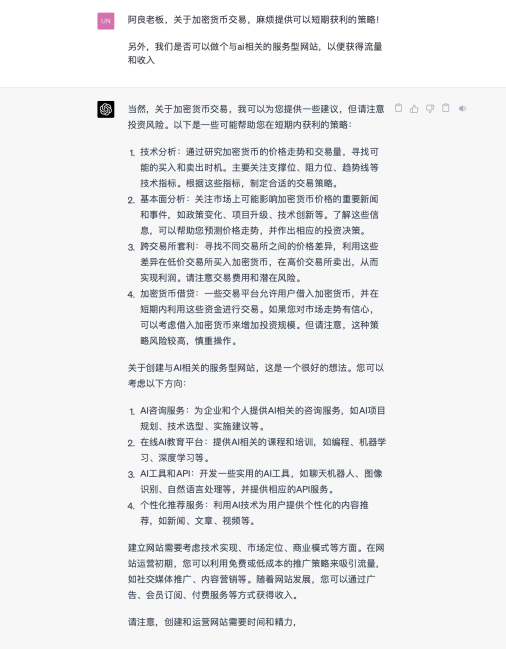 UN
阿良老板，关于加密货币交易，麻烦提供可以短期获利的策略！
另外，我们是否可以做个与ai相关的服务型网站，以便获得流量
和收入
当然，关于加密货币交易，我可以为您提供一些建议，但请注意
投资风险。以下是一些可能帮助您在短期内获利的策略：
1. 技术分析：通过研究加密货币的价格走势和交易量，寻找可
能的买入和卖出时机。主要关注支撑位、阻力位、趋势线等
技术指标。根据这些指标，制定合适的交易策略。
2. 基本面分析：关注市场上可能影响加密货币价格的重要新闻
和事件，如政策变化、项目升级、技术创新等。了解这些信
息，可以帮助您预测价格走势，并作出相应的投资决策。
3. 跨交易所套利：寻找不同交易所之间的价格差异，利用这些
差异在低价交易所买入加密货币，在高价交易所卖出，从而
实现利润。请注意交易费用和潜在风险。
4. 加密货币借贷：一些交易平台允许用户借入加密货币，并在
短期内利用这些资金进行交易。如果您对市场走势有信心，
可以考虑借入加密货币来增加投资规模。但请注意，这种策
略风险较高，慎重操作。
关于创建与AI相关的服务型网站，这是一个很好的想法。您可以
考虑以下方向：
1. AI咨询服务：为企业和个人提供AI相关的咨询服务，如AI项目
规划、技术选型、实施建议等。
2. 在线AI教育平台：提供AI相关的课程和培训，如编程、机器学
习、深度学习等。
3. AI工具和API：开发一些实用的AI工具，如聊天机器人、图像
识别、自然语言处理等，并提供相应的API服务。
4. 个性化推荐服务：利用AI技术为用户提供个性化的内容推
荐，如新闻、文章、视频等。
建立网站需要考虑技术实现、市场定位、商业模式等方面。在网
站运营初期，您可以利用免费或低成本的推广策略来吸引流量，
如社交媒体推广、内容营销等。随着网站发展，您可以通过广
告、会员订阅、付费服务等方式获得收入。
请注意，创建和运营网站需要时间和精力，